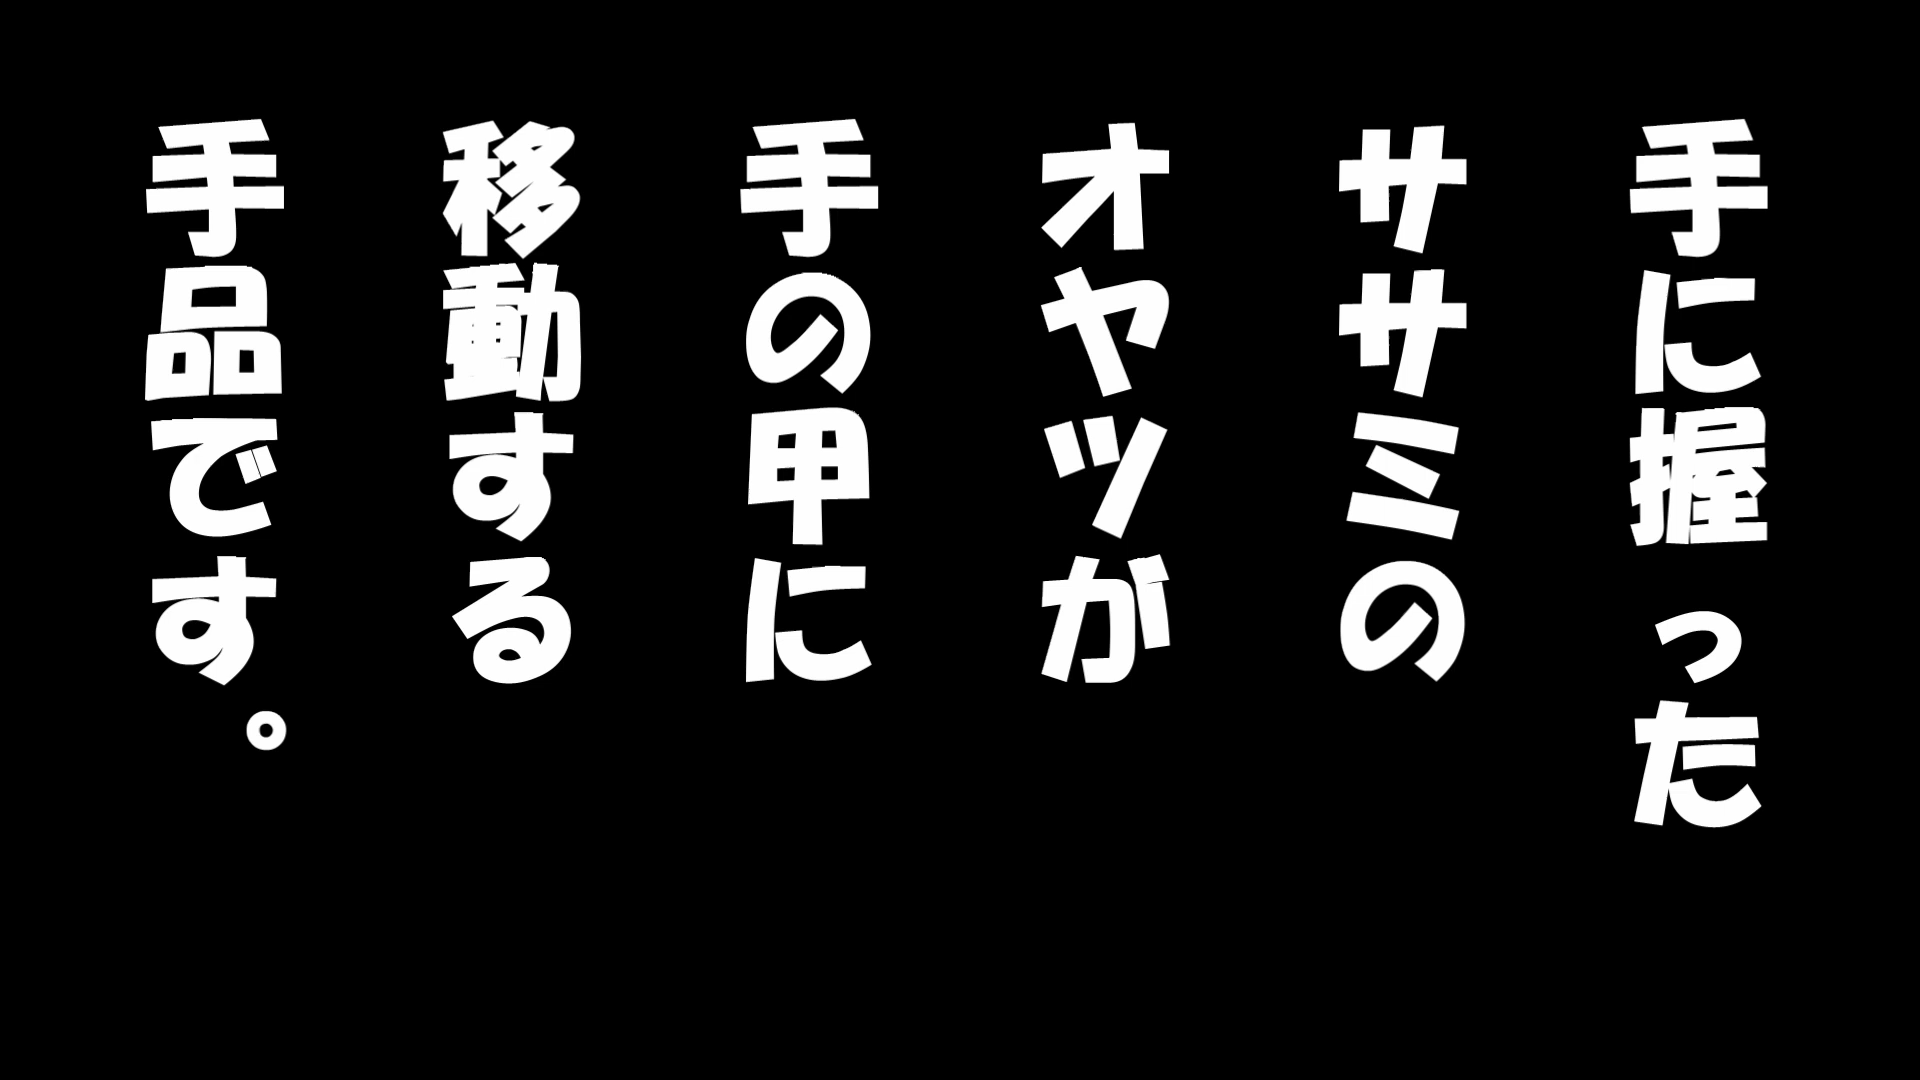 手に握った
ササミの
オヤツが
手の甲に
移動する
手品です。